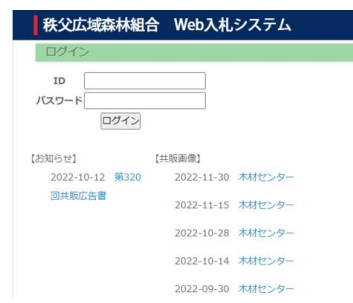 秩父広域森林組合 Web入札システム
ログイン
ID
パスワード
ログイン
【お知らせ】
2022-10-12 第320
回共販広告書
【共販画像】
2022-11-30 木材センター
2022-11-15 木材センター
2022-10-28 木材センター
2022-10-14 木材センター
2022-09-30 木材センター